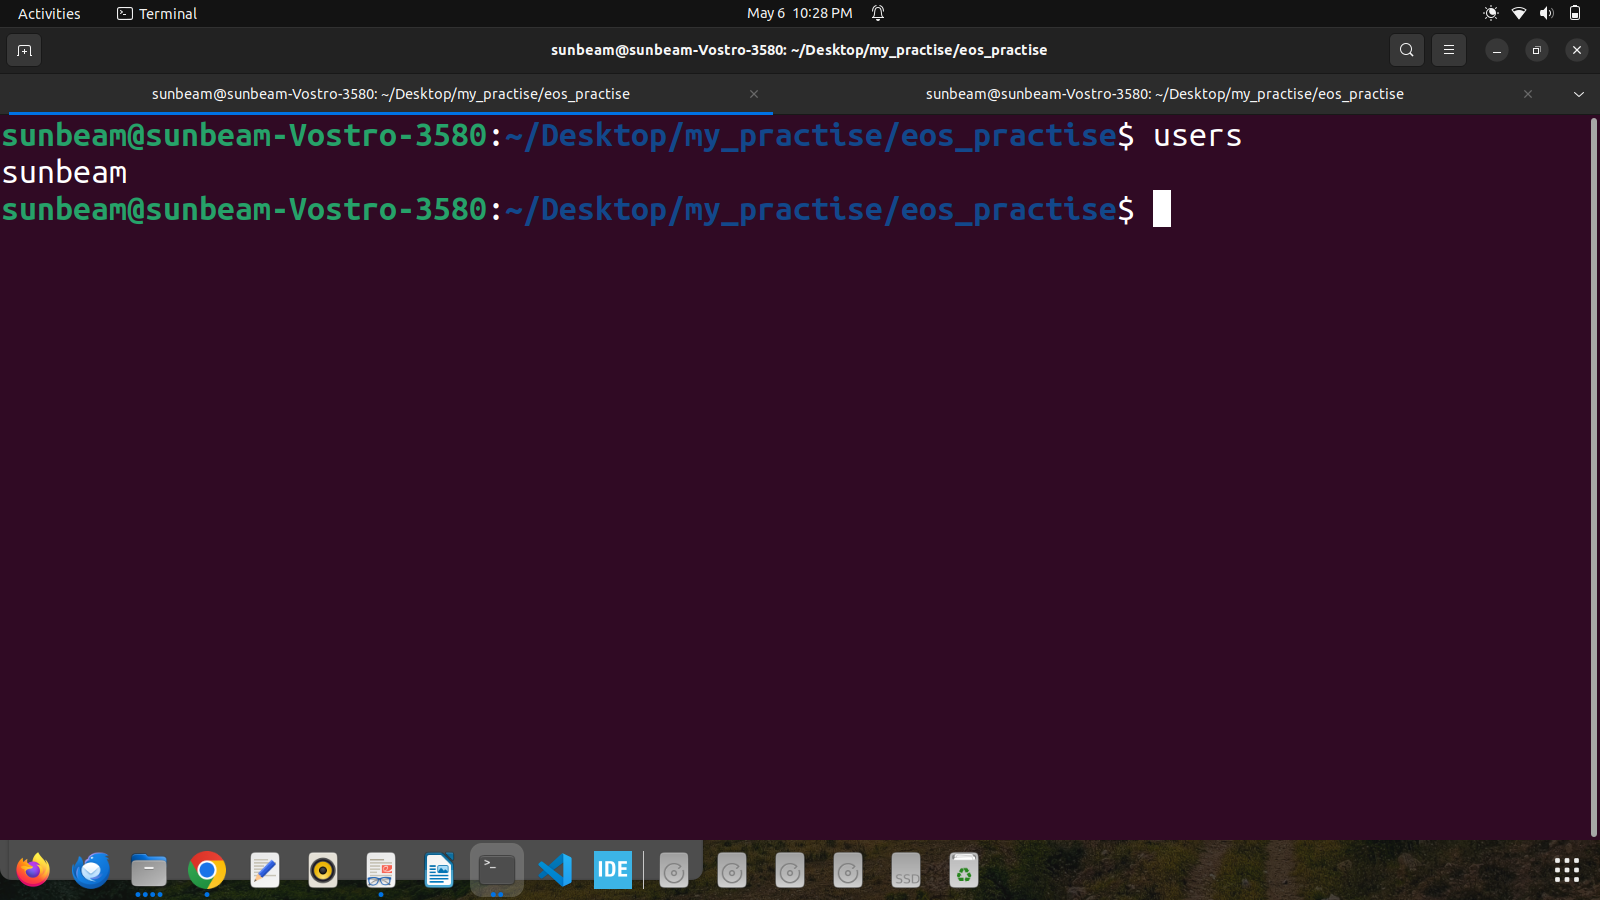 Activities
Terminal
May 6 10:28 PM
sunbeam@sunbeam-Vostro-3580: ~/Desktop/my_practise/eos_practise
sunbeam@sunbeam-Vostro-3580: ~/Desktop/my_practise/eos_practise
sunbeam@sunbeam-Vostro-3580: ~/Desktop/my_practise/eos_practise
sunbeam@sunbeam-Vostro-3580:~/Desktop/my_practise/eos_practise$ users
sunbeam
sunbeam@sunbeam-Vostro-3580:~/Desktop/my_practise/eos_practise$
>_
IDE
SSD